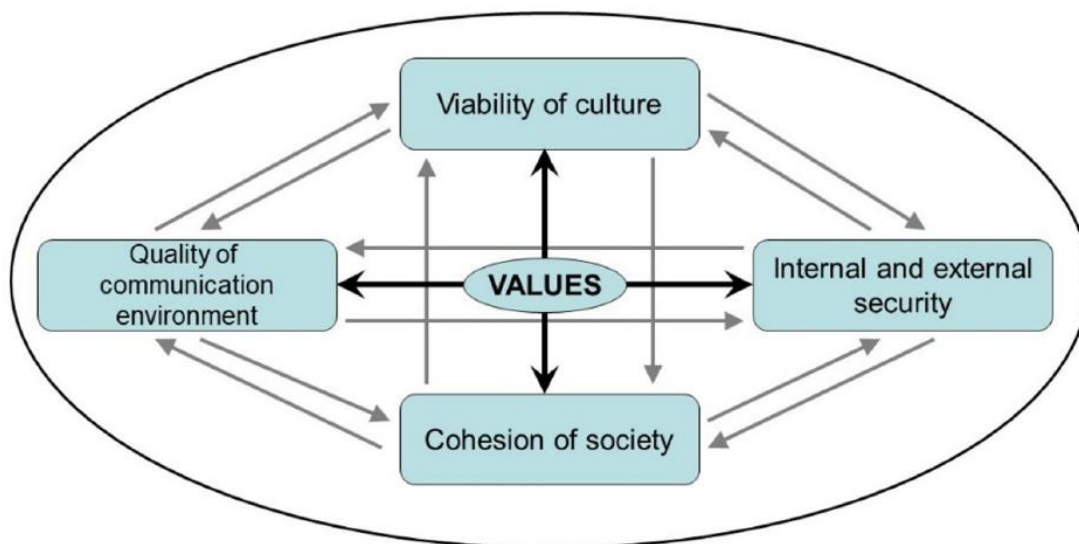 Viability of culture
Quality of
communication
environment
VALUES
Internal and external
security
Cohesion of society